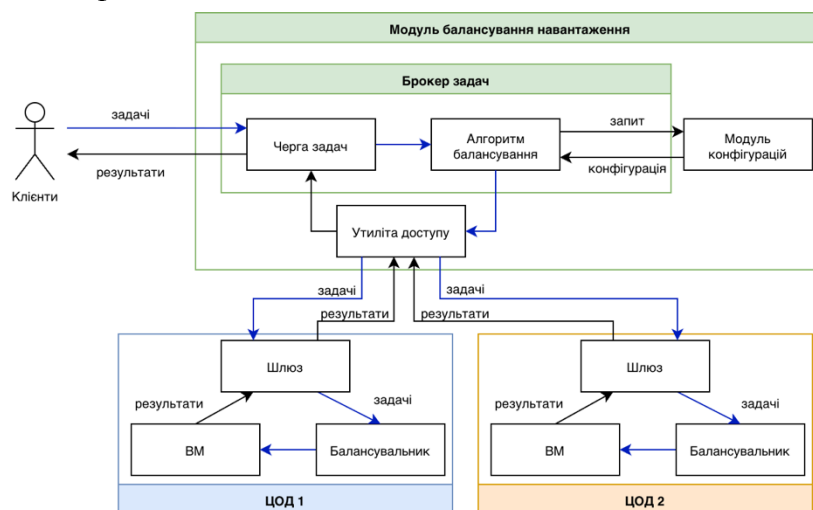 Модуль балансування навантаження
Брокер задач
задачі
Черга задач
Алгоритм
балансування
запит
Модуль
конфігурацій
результати
конфігурація
Клієнти
Утиліта доступу
задачі
результати
результати
задачі
Шлюз
результати
задачі
ВМ
Балансувальник
ЦОД 1
Шлюз
результати
задачі
ВМ
Балансувальник
ЦОД 2